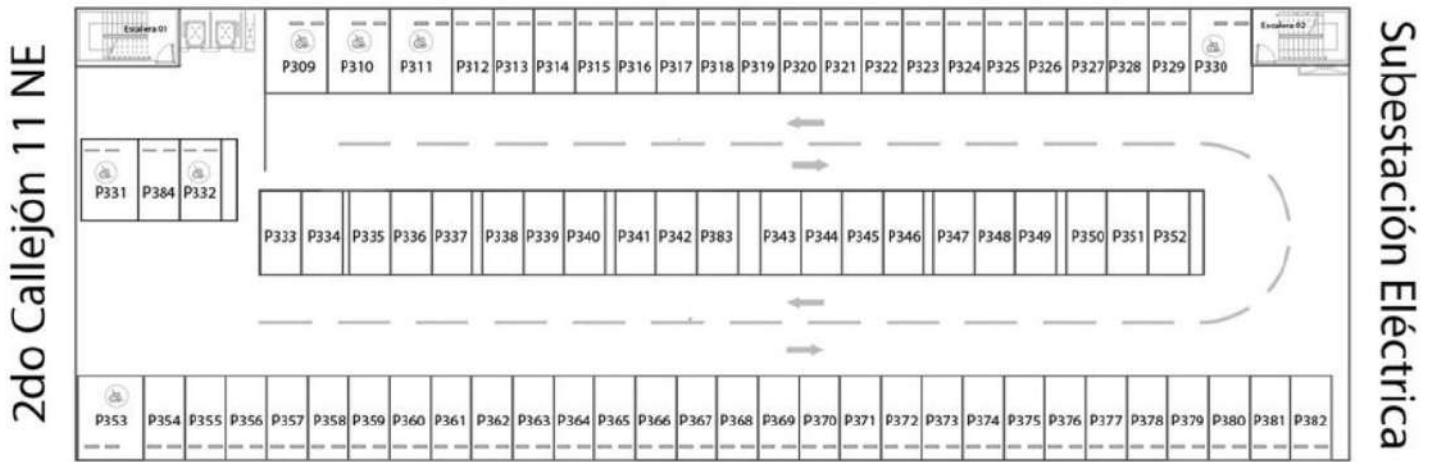 2do Callejón 11 NE
Escalera 01
Escalera 02
P309 P310 P311 P312 P313 P314 P315 P316 P317 P318 P319 P320 P321 P322 P323 P324 P325 P326 P327 P328 P329 P330
P331 P384 P332
P333 P334 P335 P336 P337 P338 P339 P340 P341 P342 P383 P343 P344 P345 P346 P347 P348 P349 P350 P351 P352
P353 P354 P355 P356 P357 P358 P359 P360 P361 P362 P363 P364 P365 P366 P367 P368 P369 P370 P371 P372 P373 P374 P375 P376 P377 P378 P379 P380 P381 P382
Subestación Eléctrica